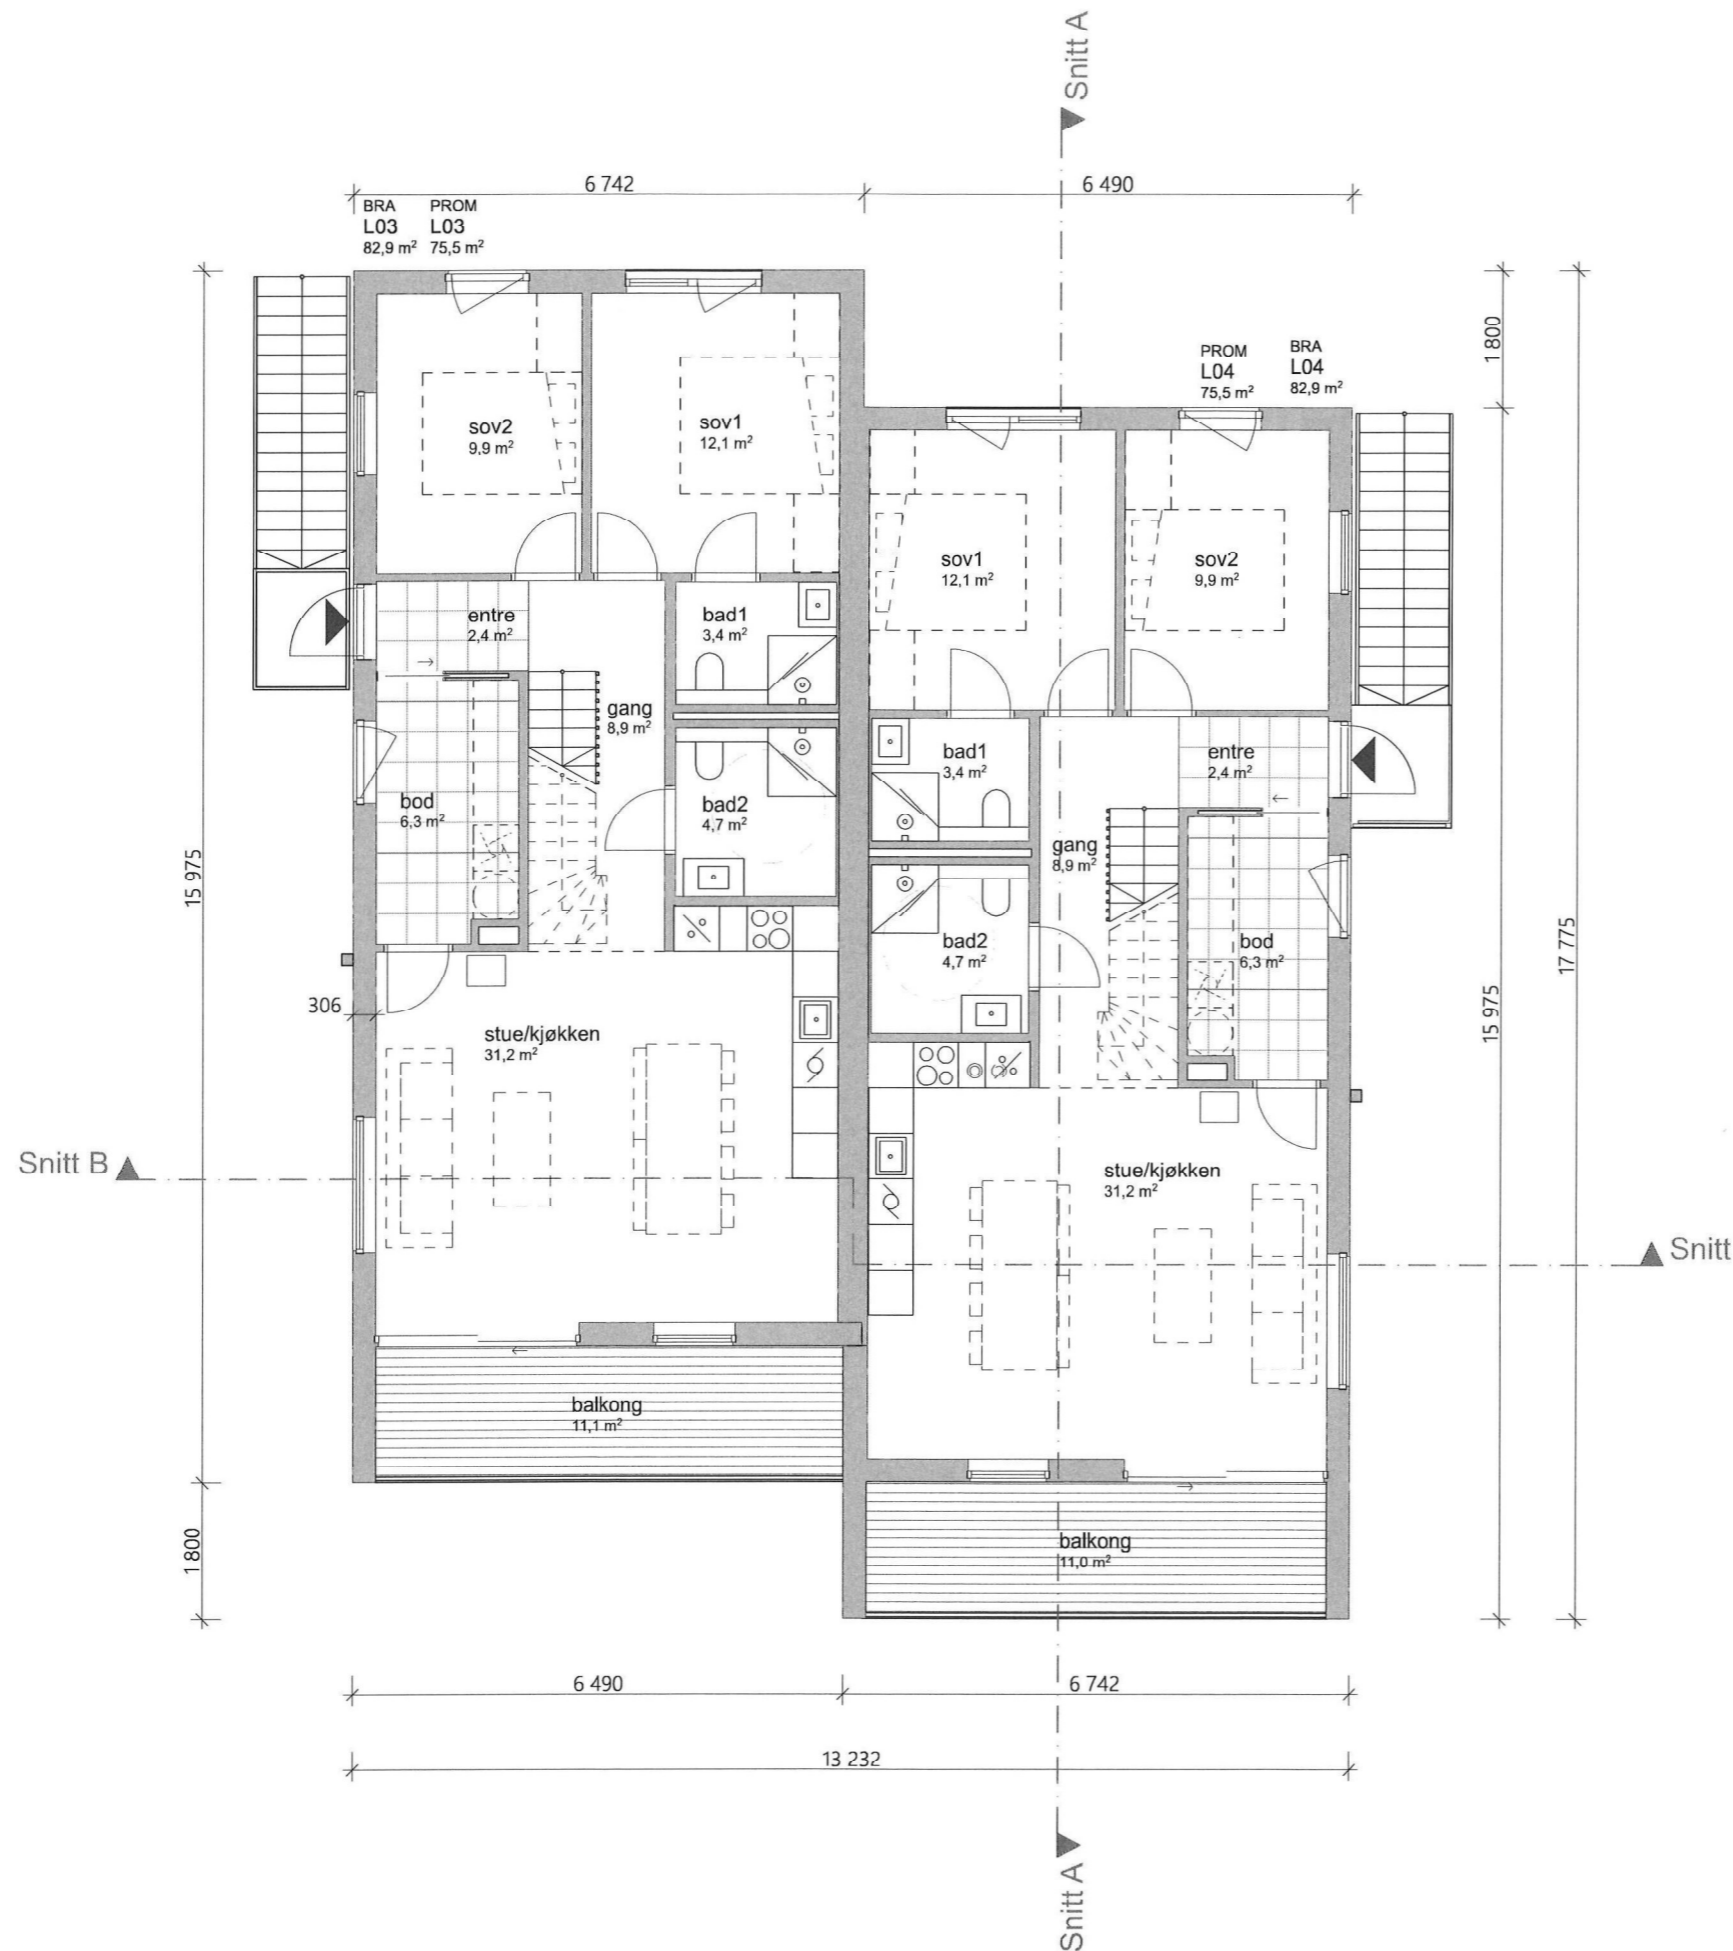 Snitt A
6 742
6 490
BRA
L03
82,9 m²
PROM
L03
75,5 m²
1 800
PROM
L04
75,5 m²
BRA
L04
82,9 m²
sov2
9,9 m²
sov1
12,1 m²
sov1
12,1 m²
sov2
9,9 m²
entre
2,4 m²
bad1
3,4 m²
gang
8,9 m²
bad1
3,4 m²
entre
2,4 m²
bod
6,3 m²
bad2
4,7 m²
gang
8,9 m²
15 975
bad2
4,7 m²
bod
6,3 m²
17 775
15 975
306
stue/kjøkken
31,2 m²
Snitt B
stue/kjøkken
31,2 m²
Snitt
balkong
11,1 m²
1 800
balkong
11,0 m²
6 490
6 742
13 232
Snitt A